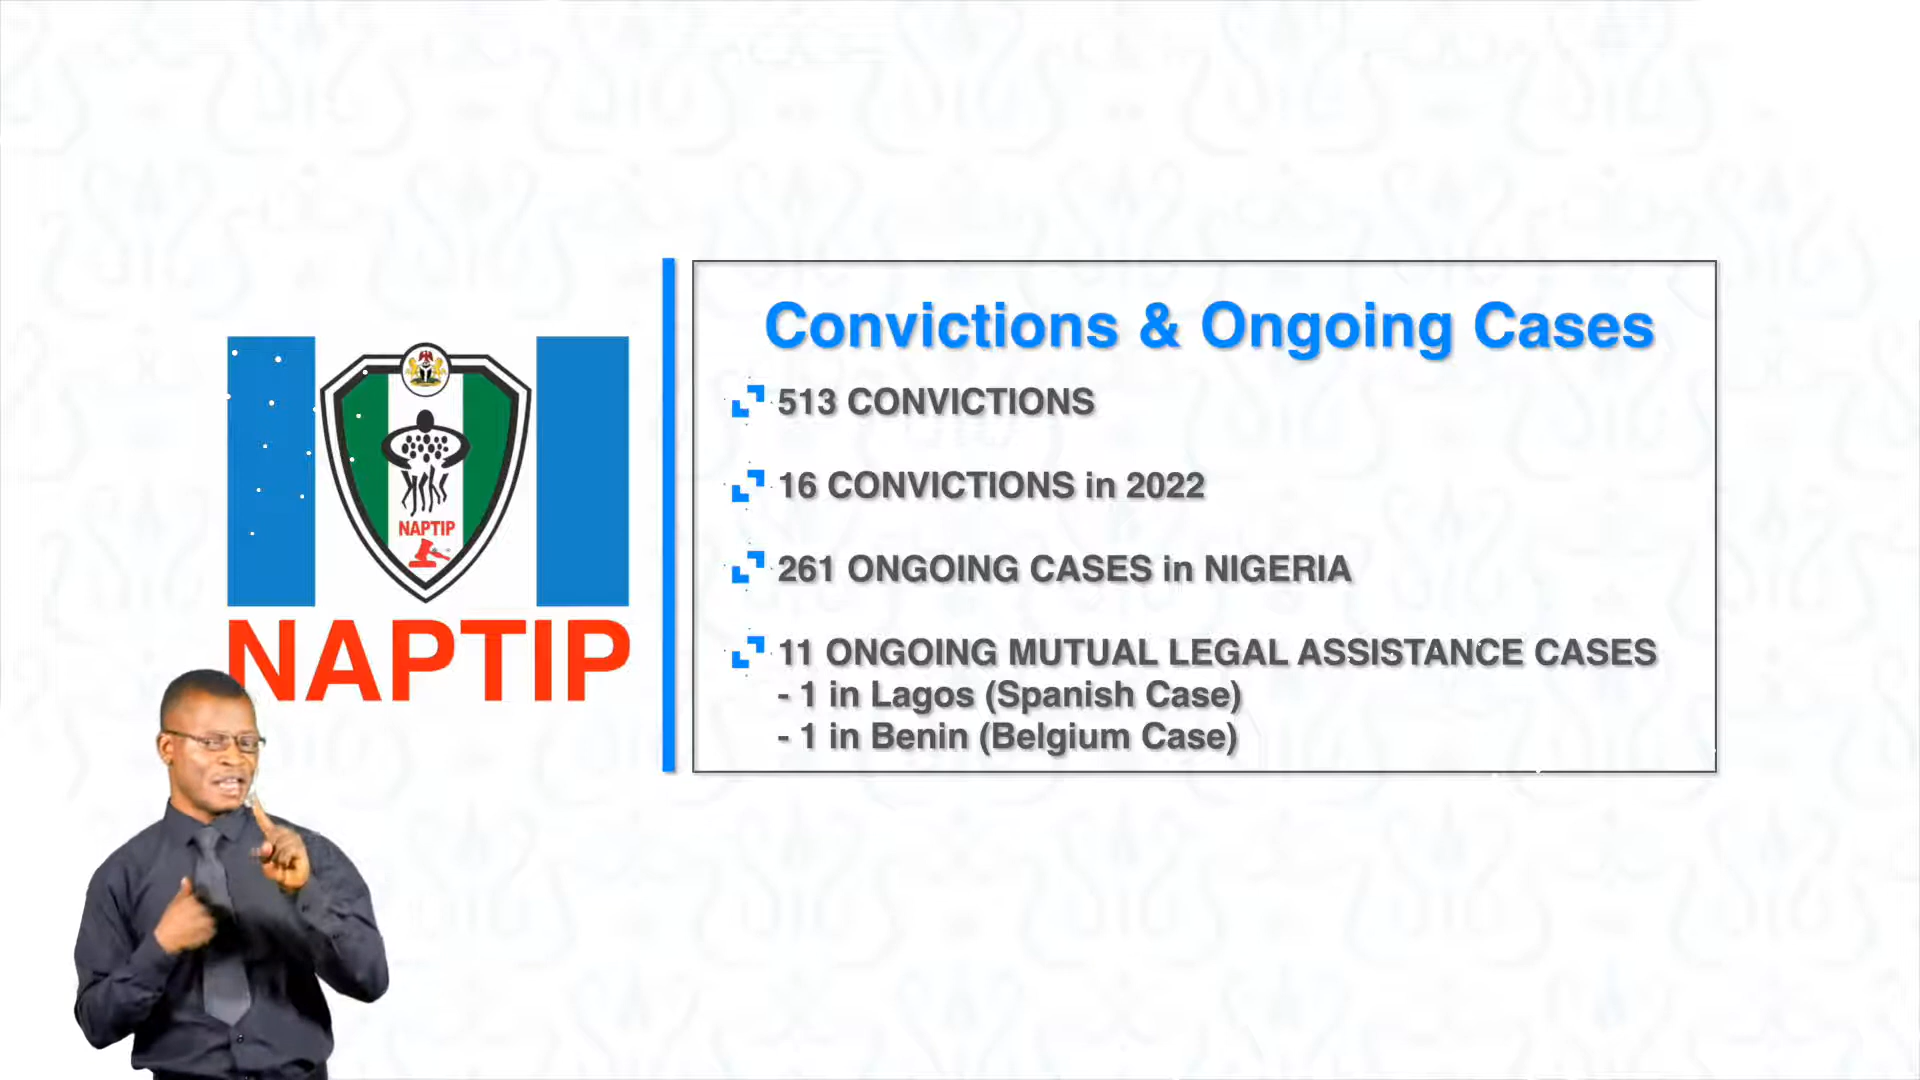 NAPTIP
NAPTIP
Convictions & Ongoing Cases
513 CONVICTIONS
16 CONVICTIONS in 2022
261 ONGOING CASES in NIGERIA
11 ONGOING MUTUAL LEGAL ASSISTANCE CASES
- 1 in Lagos (Spanish Case)
- 1 in Benin (Belgium Case)